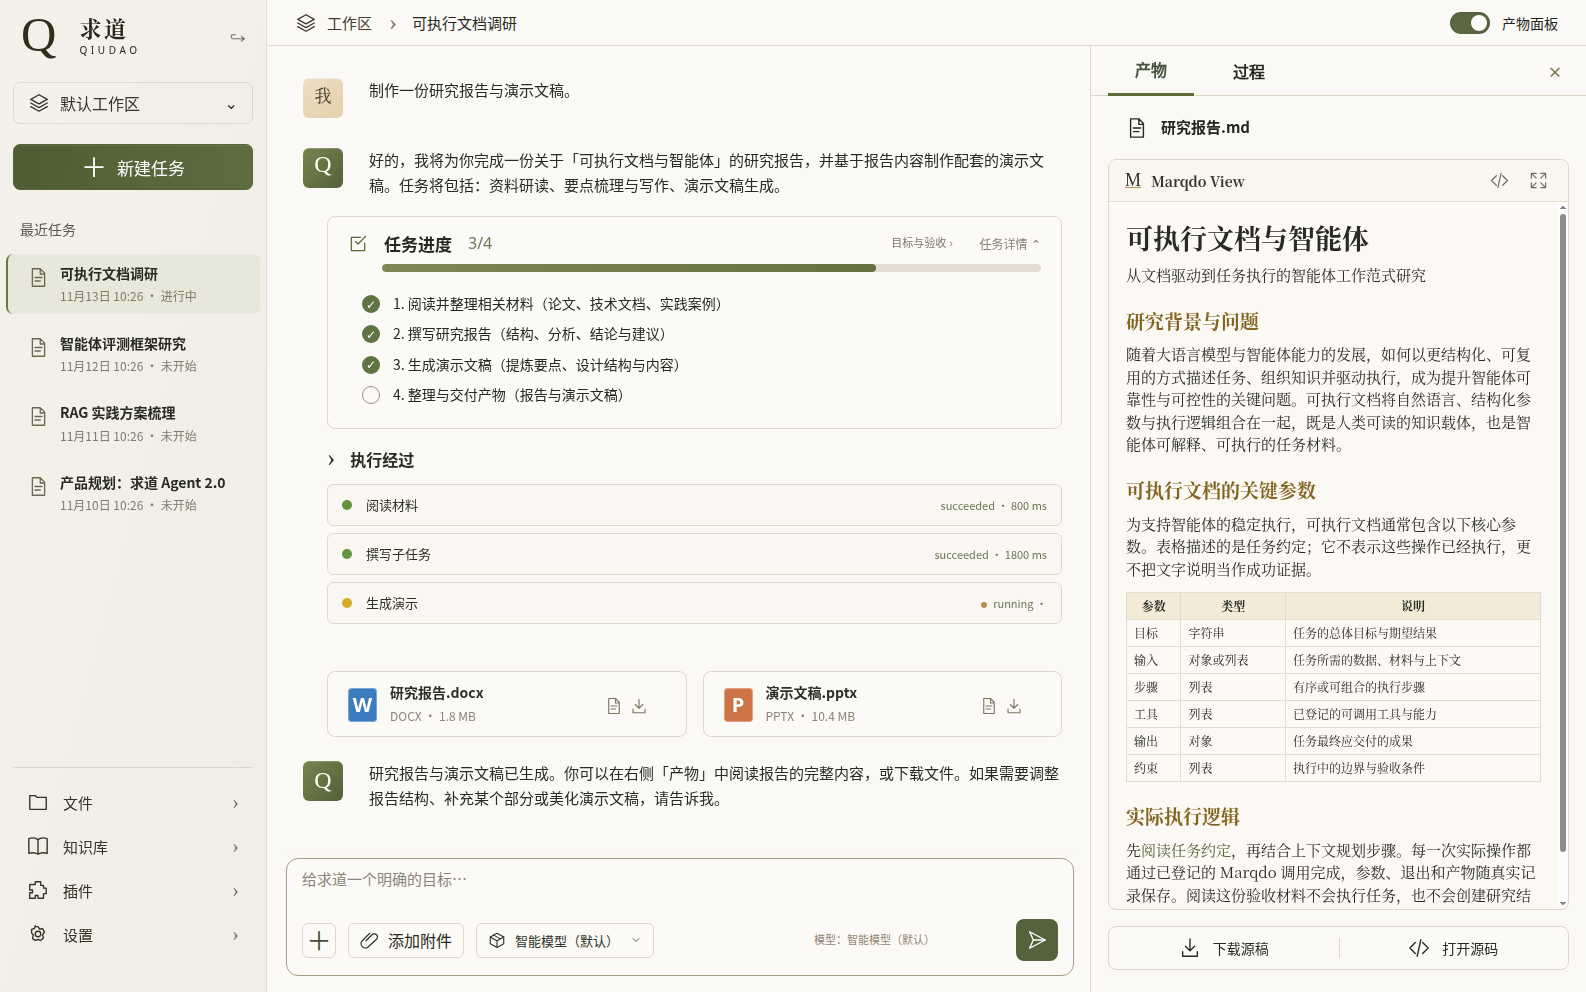 Q
求道
QIUDAO
默认工作区
新建任务
最近任务
可执行文档调研
11月13日 10:26 • 进行中
智能体评测框架研究
11月12日 10:26 • 未开始
RAG 实践方案梳理
11月11日 10:26 • 未开始
产品规划：求道 Agent 2.0
11月10日 10:26 • 未开始
文件
知识库
插件
设置
工作区 › 可执行文档调研
产物面板
我
制作一份研究报告与演示文稿。
Q
好的，我将为你完成一份关于「可执行文档与智能体」的研究报告，并基于报告内容制作配套的演示文
稿。任务将包括：资料研读、要点梳理与写作、演示文稿生成。
任务进度 3/4
目标与验收 ›
任务详情
1. 阅读并整理相关材料（论文、技术文档、实践案例）
2. 撰写研究报告（结构、分析、结论与建议）
3. 生成演示文稿（提炼要点、设计结构与内容）
4. 整理与交付产物（报告与演示文稿）
执行经过
阅读材料
succeeded • 800 ms
撰写子任务
succeeded • 1800 ms
生成演示
running •
W
研究报告.docx
DOCX • 1.8 MB
P
演示文稿.pptx
PPTX • 10.4 MB
Q
研究报告与演示文稿已生成。你可以在右侧「产物」中阅读报告的完整内容，或下载文件。如果需要调整
报告结构、补充某个部分或美化演示文稿，请告诉我。
给求道一个明确的目标…
添加附件
智能模型（默认）
模型：智能模型（默认）
产物
过程
研究报告.md
M Marqdo View
可执行文档与智能体
从文档驱动到任务执行的智能体工作范式研究
研究背景与问题
随着大语言模型与智能体能力的发展，如何以更结构化、可复
用的方式描述任务、组织知识并驱动执行，成为提升智能体可
靠性与可控性的关键问题。可执行文档将自然语言、结构化参
数与执行逻辑组合在一起，既是人类可读的知识载体，也是智
能体可解释、可执行的任务材料。
可执行文档的关键参数
为支持智能体的稳定执行，可执行文档通常包含以下核心参
数。表格描述的是任务约定；它不表示这些操作已经执行，更
不把文字说明当作成功证据。
参数 类型 说明
目标 字符串 任务的总体目标与期望结果
输入 对象或列表 任务所需的数据、材料与上下文
步骤 列表 有序或可组合的执行步骤
工具 列表 已登记的可调用工具与能力
输出 对象 任务最终应交付的成果
约束 列表 执行中的边界与验收条件
实际执行逻辑
先阅读任务约定，再结合上下文规划步骤。每一次实际操作都
通过已登记的 Marqdo 调用完成，参数、退出和产物随真实记
录保存。阅读这份验收材料不会执行任务，也不会创建研究结
下载源稿
打开源码